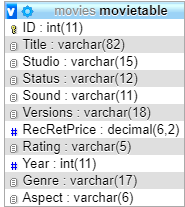 movies movietable
ID : int(11)
Title : varchar(82)
Studio : varchar(15)
Status : varchar(12)
Sound : varchar(11)
Versions : varchar(18)
# RecRetPrice : decimal(6,2)
Rating : varchar(5)
# Year : int(11)
Genre : varchar(17)
Aspect : varchar(6)